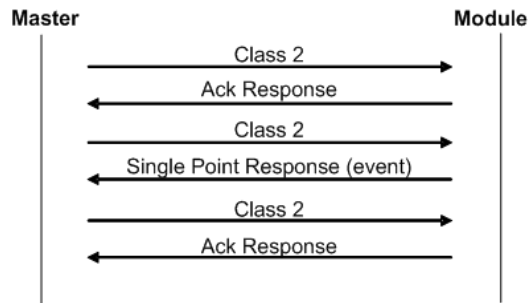 Master
Module
Class 2
Ack Response
Class 2
Single Point Response (event)
Class 2
Ack Response